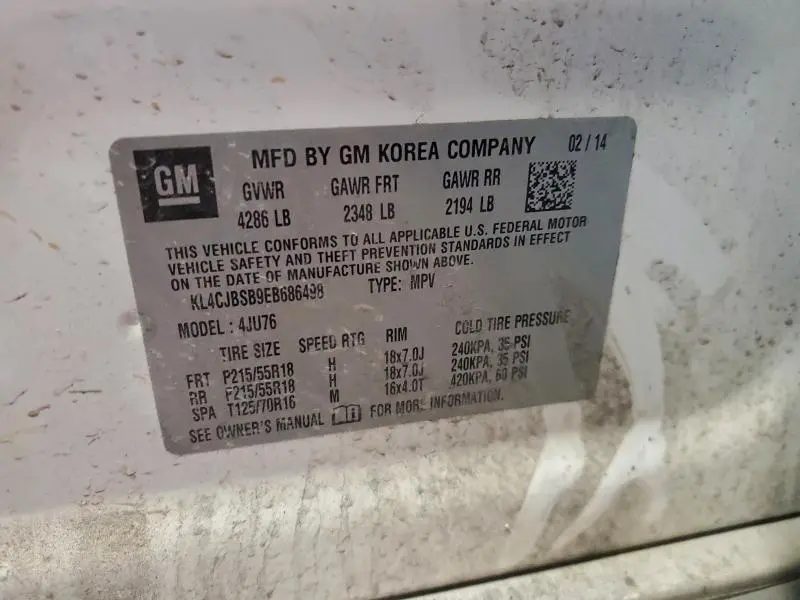 GM
MFD BY GM KOREA COMPANY 02 / 14
GVWR GAWR FRT GAWR RR
4286 LB 2348 LB 2194 LB
THIS VEHICLE CONFORMS TO ALL APPLICABLE U.S. FEDERAL MOTOR
VEHICLE SAFETY AND THEFT PREVENTION STANDARDS IN EFFECT
ON THE DATE OF MANUFACTURE SHOWN ABOVE.
KL4CJBSB9EB686498 TYPE: MPV
MODEL : 4JU76
TIRE SIZE SPEED RTG RIM COLD TIRE PRESSURE
FRT P215/55R18 H 18x7.0J 240KPA, 35 PSI
RR P215/55R18 H 18x7.0J 240KPA, 35 PSI
SPA T125/70R16 M 16x4.0T 420KPA, 60 PSI
SEE OWNER'S MANUAL FOR MORE INFORMATION.